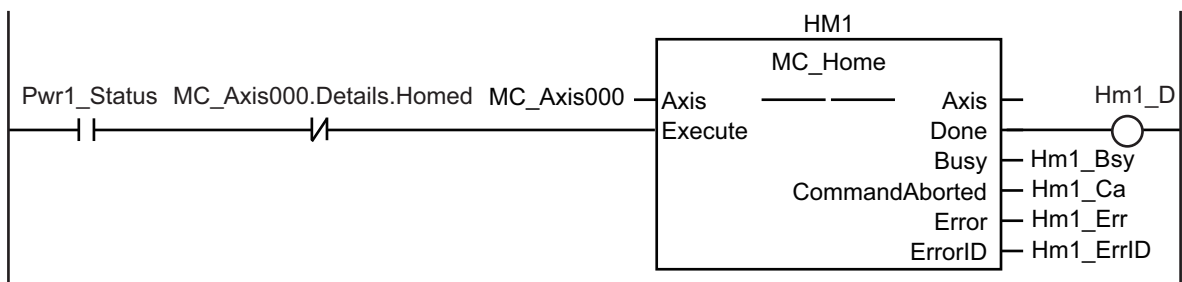 HM1
MC_Home
Pwr1_Status MC_Axis000.Details.Homed MC_Axis000 Axis Axis Hm1_D
Execute Done
Busy Hm1_Bsy
CommandAborted Hm1_Ca
Error Hm1_Err
ErrorID Hm1_ErrID